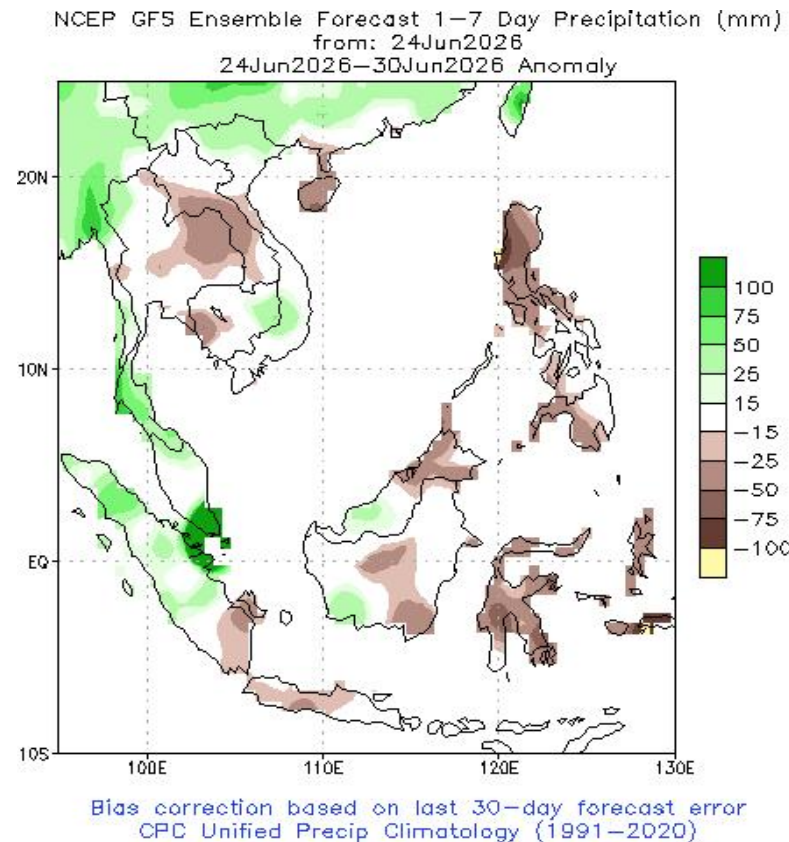 NCEP GFS Ensemble Forecast 1–7 Day Precipitation (mm)
from: 24Jun2026
24Jun2026–30Jun2026 Anomaly
20N
10N
EQ
10S
100E
110E
120E
130E
100
75
50
25
15
−15
−25
−50
−75
−100
Bias correction based on last 30–day forecast error
CPC Unified Precip Climatology (1991–2020)